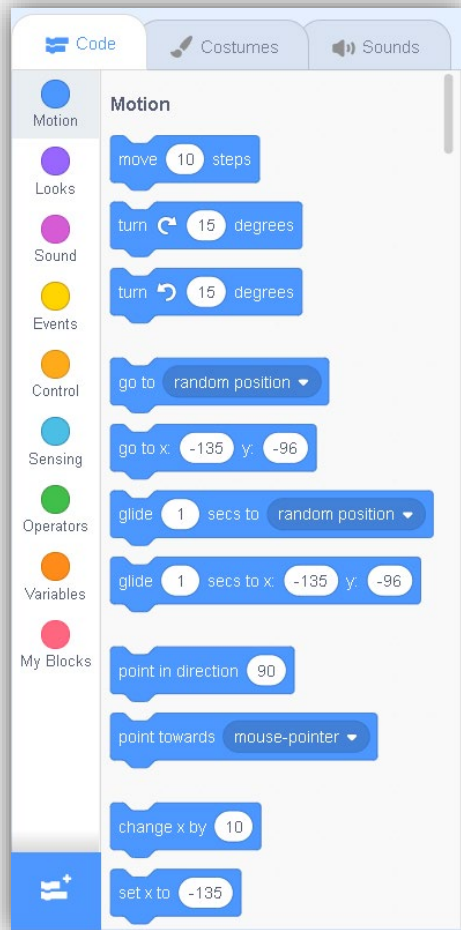 Code Costumes Sounds
Motion
Looks
Sound
Events
Control
Sensing
Operators
Variables
My Blocks
Motion
move 10 steps
turn 15 degrees
turn 15 degrees
go to random position
go to x: -135 y: -96
glide 1 secs to random position
glide 1 secs to x: -135 y: -96
point in direction 90
point towards mouse-pointer
change x by 10
set x to -135